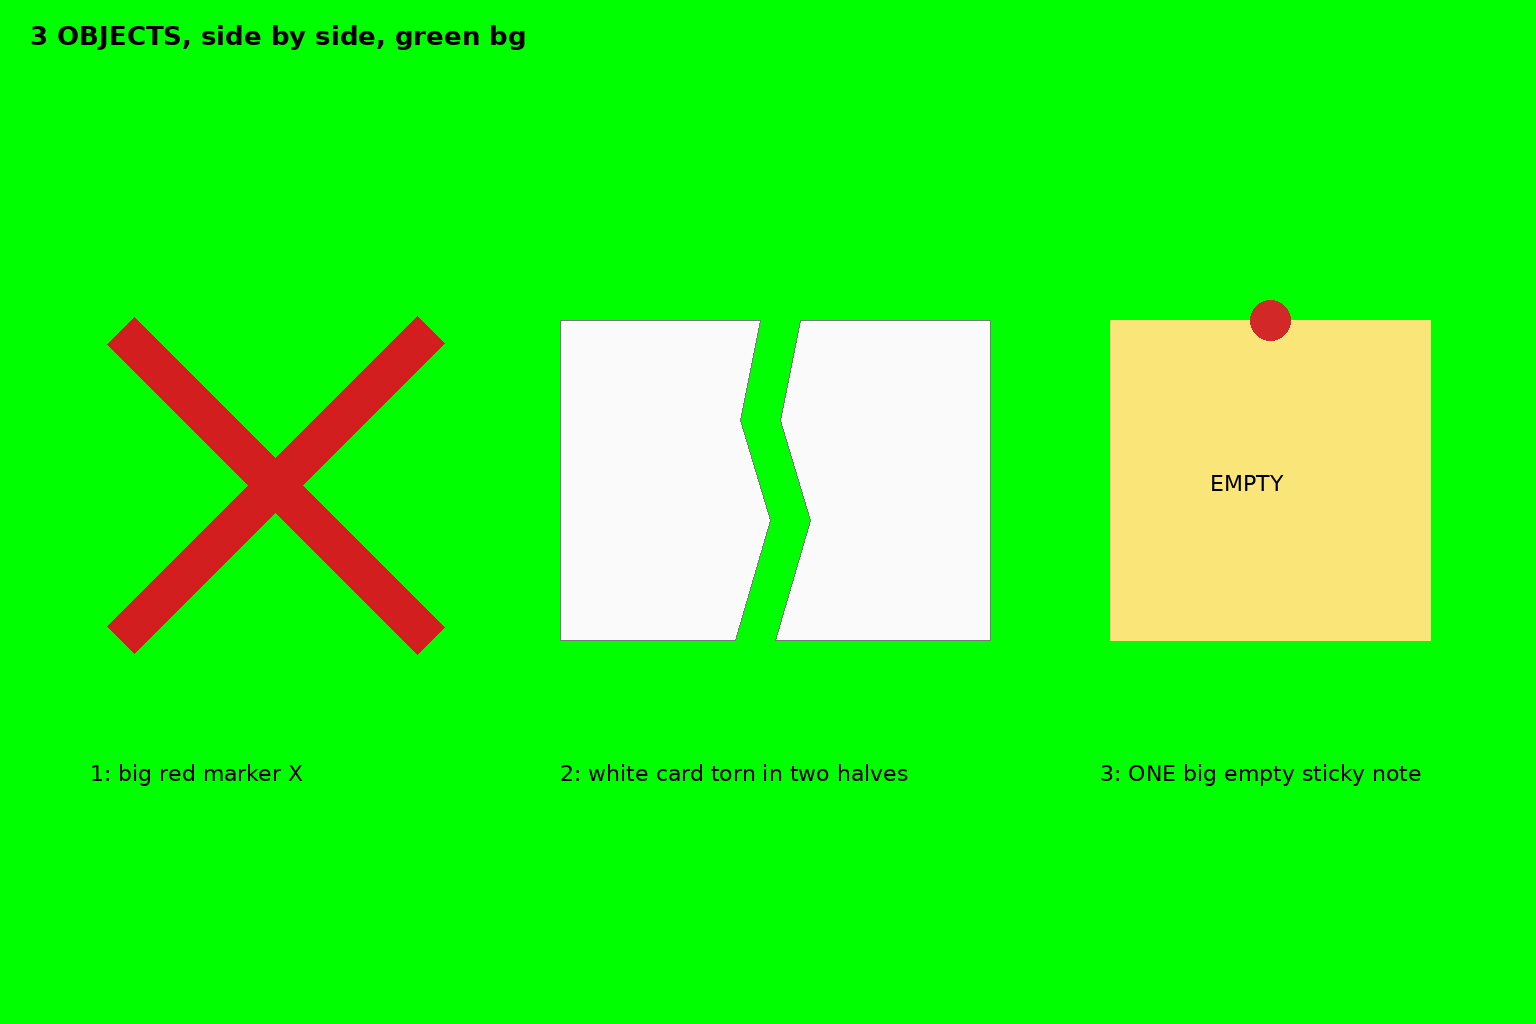 3 OBJECTS, side by side, green bg
EMPTY
1: big red marker X
2: white card torn in two halves
3: ONE big empty sticky note